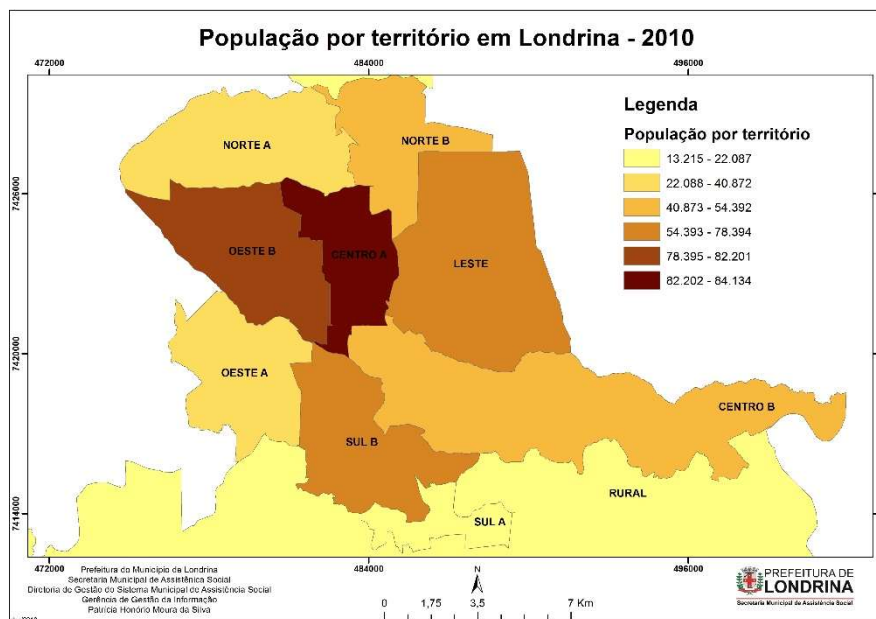 População por território em Londrina - 2010
472000
484000
496000
7426000
7420000
7414000
NORTE A
NORTE B
OESTE B
CENTRO A
LESTE
OESTE A
CENTRO B
SUL B
RURAL
SUL A
Legenda
População por território
13.215 - 22.087
22.088 - 40.872
40.873 - 54.392
54.393 - 78.394
78.395 - 82.201
82.202 - 84.134
7426000
7420000
7414000
472000
484000
496000
Prefeitura do Município de Londrina
Secretaria Municipal de Assistência Social
Diretoria de Gestão do Sistema Municipal de Assistência Social
Gerência de Gestão da Informação
Patrícia Honório Moura da Silva
N
0 1,75 3,5 7 Km
PREFEITURA DE
LONDRINA
Secretaria Municipal de Assistência Social